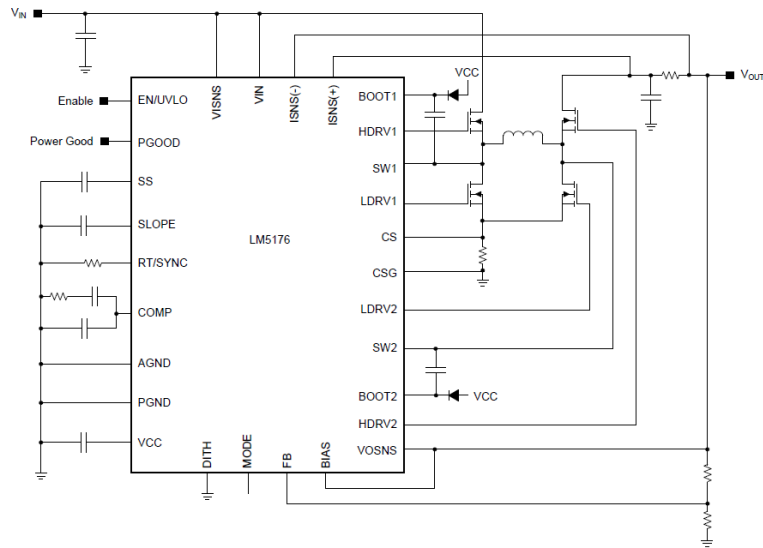 VIN
VOUT
VCC
VISNS
VIN
ISNS(-)
ISNS(+)
BOOT1
Enable
EN/UVLO
HDRV1
Power Good
PGOOD
SW1
SS
LDRV1
SLOPE
LM5176
CS
RT/SYNC
CSG
COMP
LDRV2
SW2
AGND
BOOT2
VCC
PGND
HDRV2
VCC
VOSNS
DITH
MODE
FB
BIAS